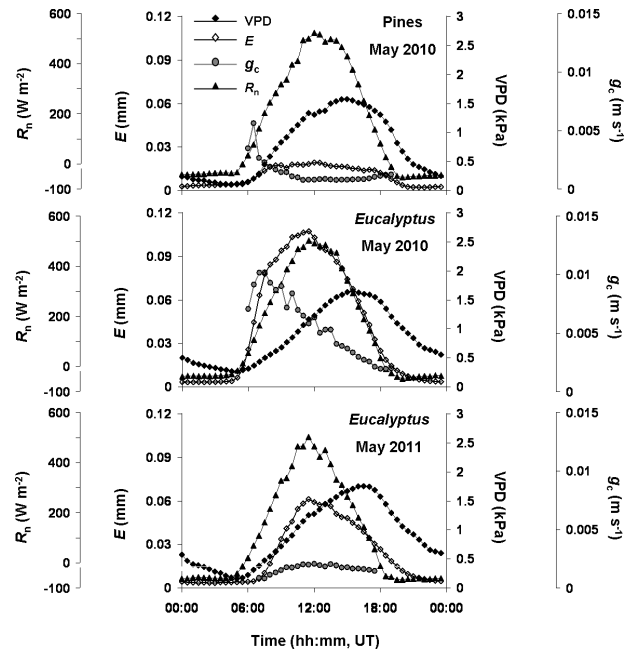 600
400
200
0
-100
Rn (W m-2)
0.12
0.09
0.06
0.03
0
E (mm)
VPD
E
gc
Rn
Pines
May 2010
3
2.5
2
1.5
1
0.5
0
VPD (kPa)
0.015
0.01
0.005
0
gc (m s-1)
600
400
200
0
-100
Rn (W m-2)
0.12
0.09
0.06
0.03
0
E (mm)
Eucalyptus
May 2010
3
2.5
2
1.5
1
0.5
0
VPD (kPa)
0.015
0.01
0.005
0
gc (m s-1)
600
400
200
0
-100
Rn (W m-2)
0.12
0.09
0.06
0.03
0
E (mm)
Eucalyptus
May 2011
3
2.5
2
1.5
1
0.5
0
VPD (kPa)
0.015
0.01
0.005
0
gc (m s-1)
00:00 06:00 12:00 18:00 00:00
Time (hh:mm, UT)